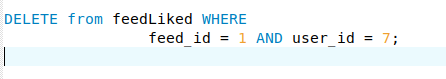 DELETE from feedLiked WHERE
feed_id = 1 AND user_id = 7;